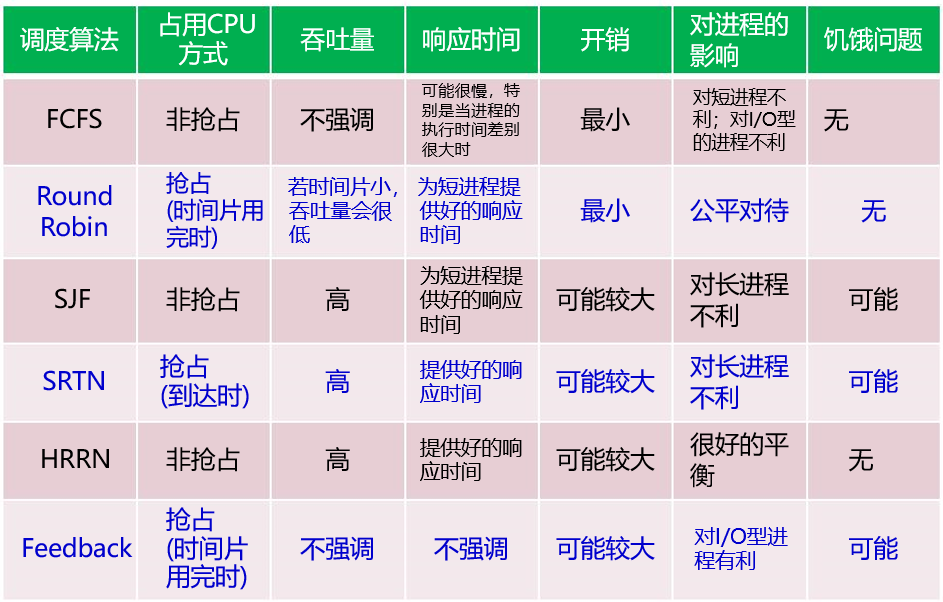 调度算法
占用CPU
方式
吞吐量
响应时间
开销
对进程的
影响
饥饿问题
FCFS
非抢占
不强调
可能很慢，特
别是当进程的
执行时间差别
很大时
最小
对短进程不
利；对I/O型
的进程不利
无
Round
Robin
抢占
(时间片用
完时)
若时间片小，
吞吐量会很
低
为短进程提
供好的响应
时间
最小
公平对待
无
SJF
非抢占
高
为短进程提
供好的响应
时间
可能较大
对长进程
不利
可能
SRTN
抢占
(到达时)
高
提供好的响
应时间
可能较大
对长进程
不利
可能
HRRN
非抢占
高
提供好的响
应时间
可能较大
很好的平
衡
无
Feedback
抢占
(时间片
用完时)
不强调
不强调
可能较大
对I/O型进
程有利
可能